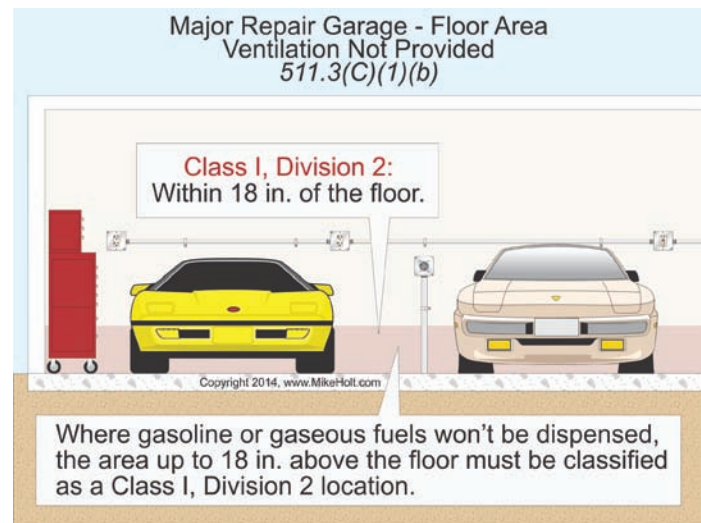 Major Repair Garage - Floor Area
Ventilation Not Provided
511.3(C)(1)(b)
Class I, Division 2:
Within 18 in. of the floor.
Copyright 2014, www.MikeHolt.com
Where gasoline or gaseous fuels won't be dispensed,
the area up to 18 in. above the floor must be classified
as a Class I, Division 2 location.